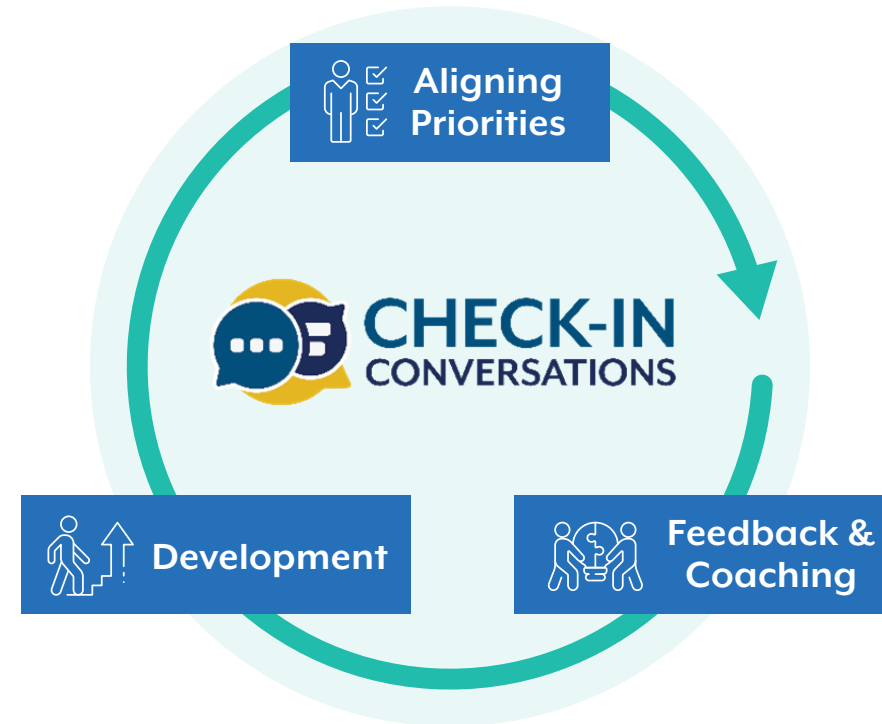 Aligning
Priorities
CHECK-IN
CONVERSATIONS
Development
Feedback &
Coaching